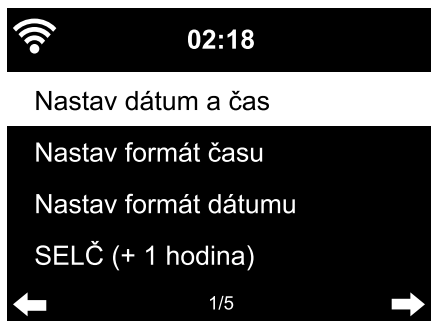 02:18
Nastav dátum a čas
Nastav formát času
Nastav formát dátumu
SELČ (+ 1 hodina)
1/5